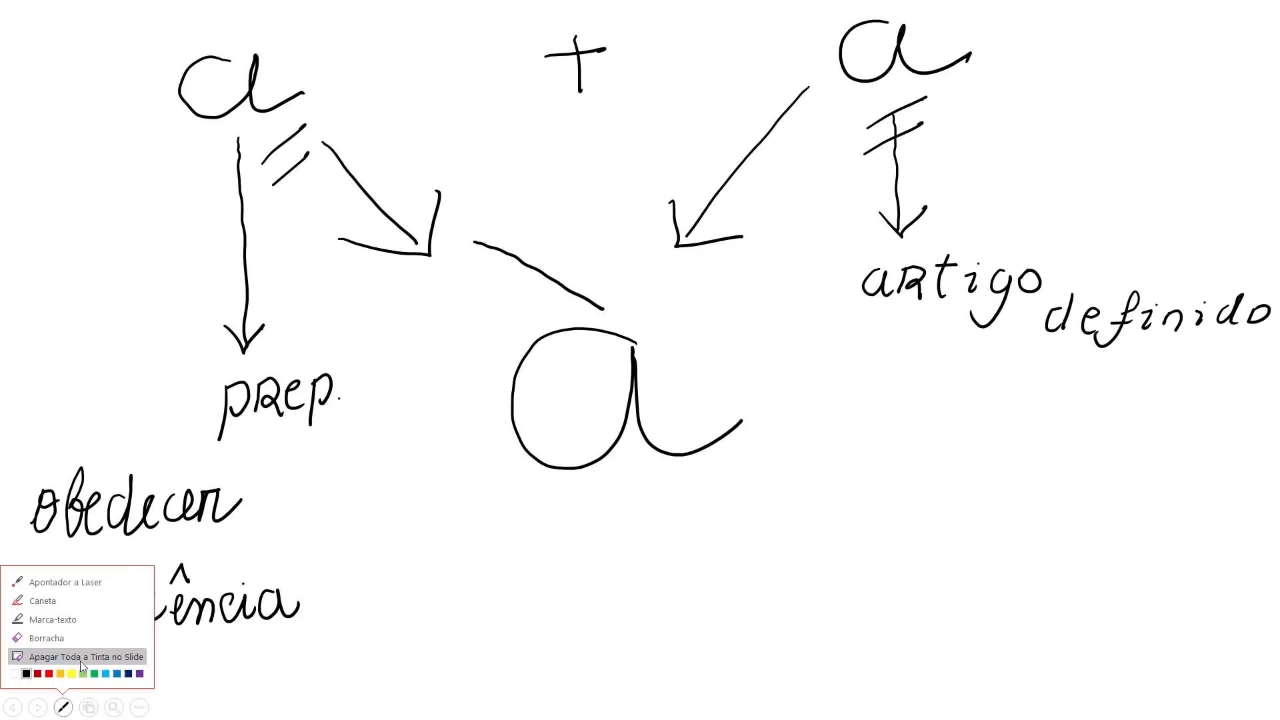 a + a
artigo
definido
prep.
obedecer
ência
Apontador a Laser
Caneta
Marca-texto
Borracha
Apagar Toda a Tinta no Slide
à